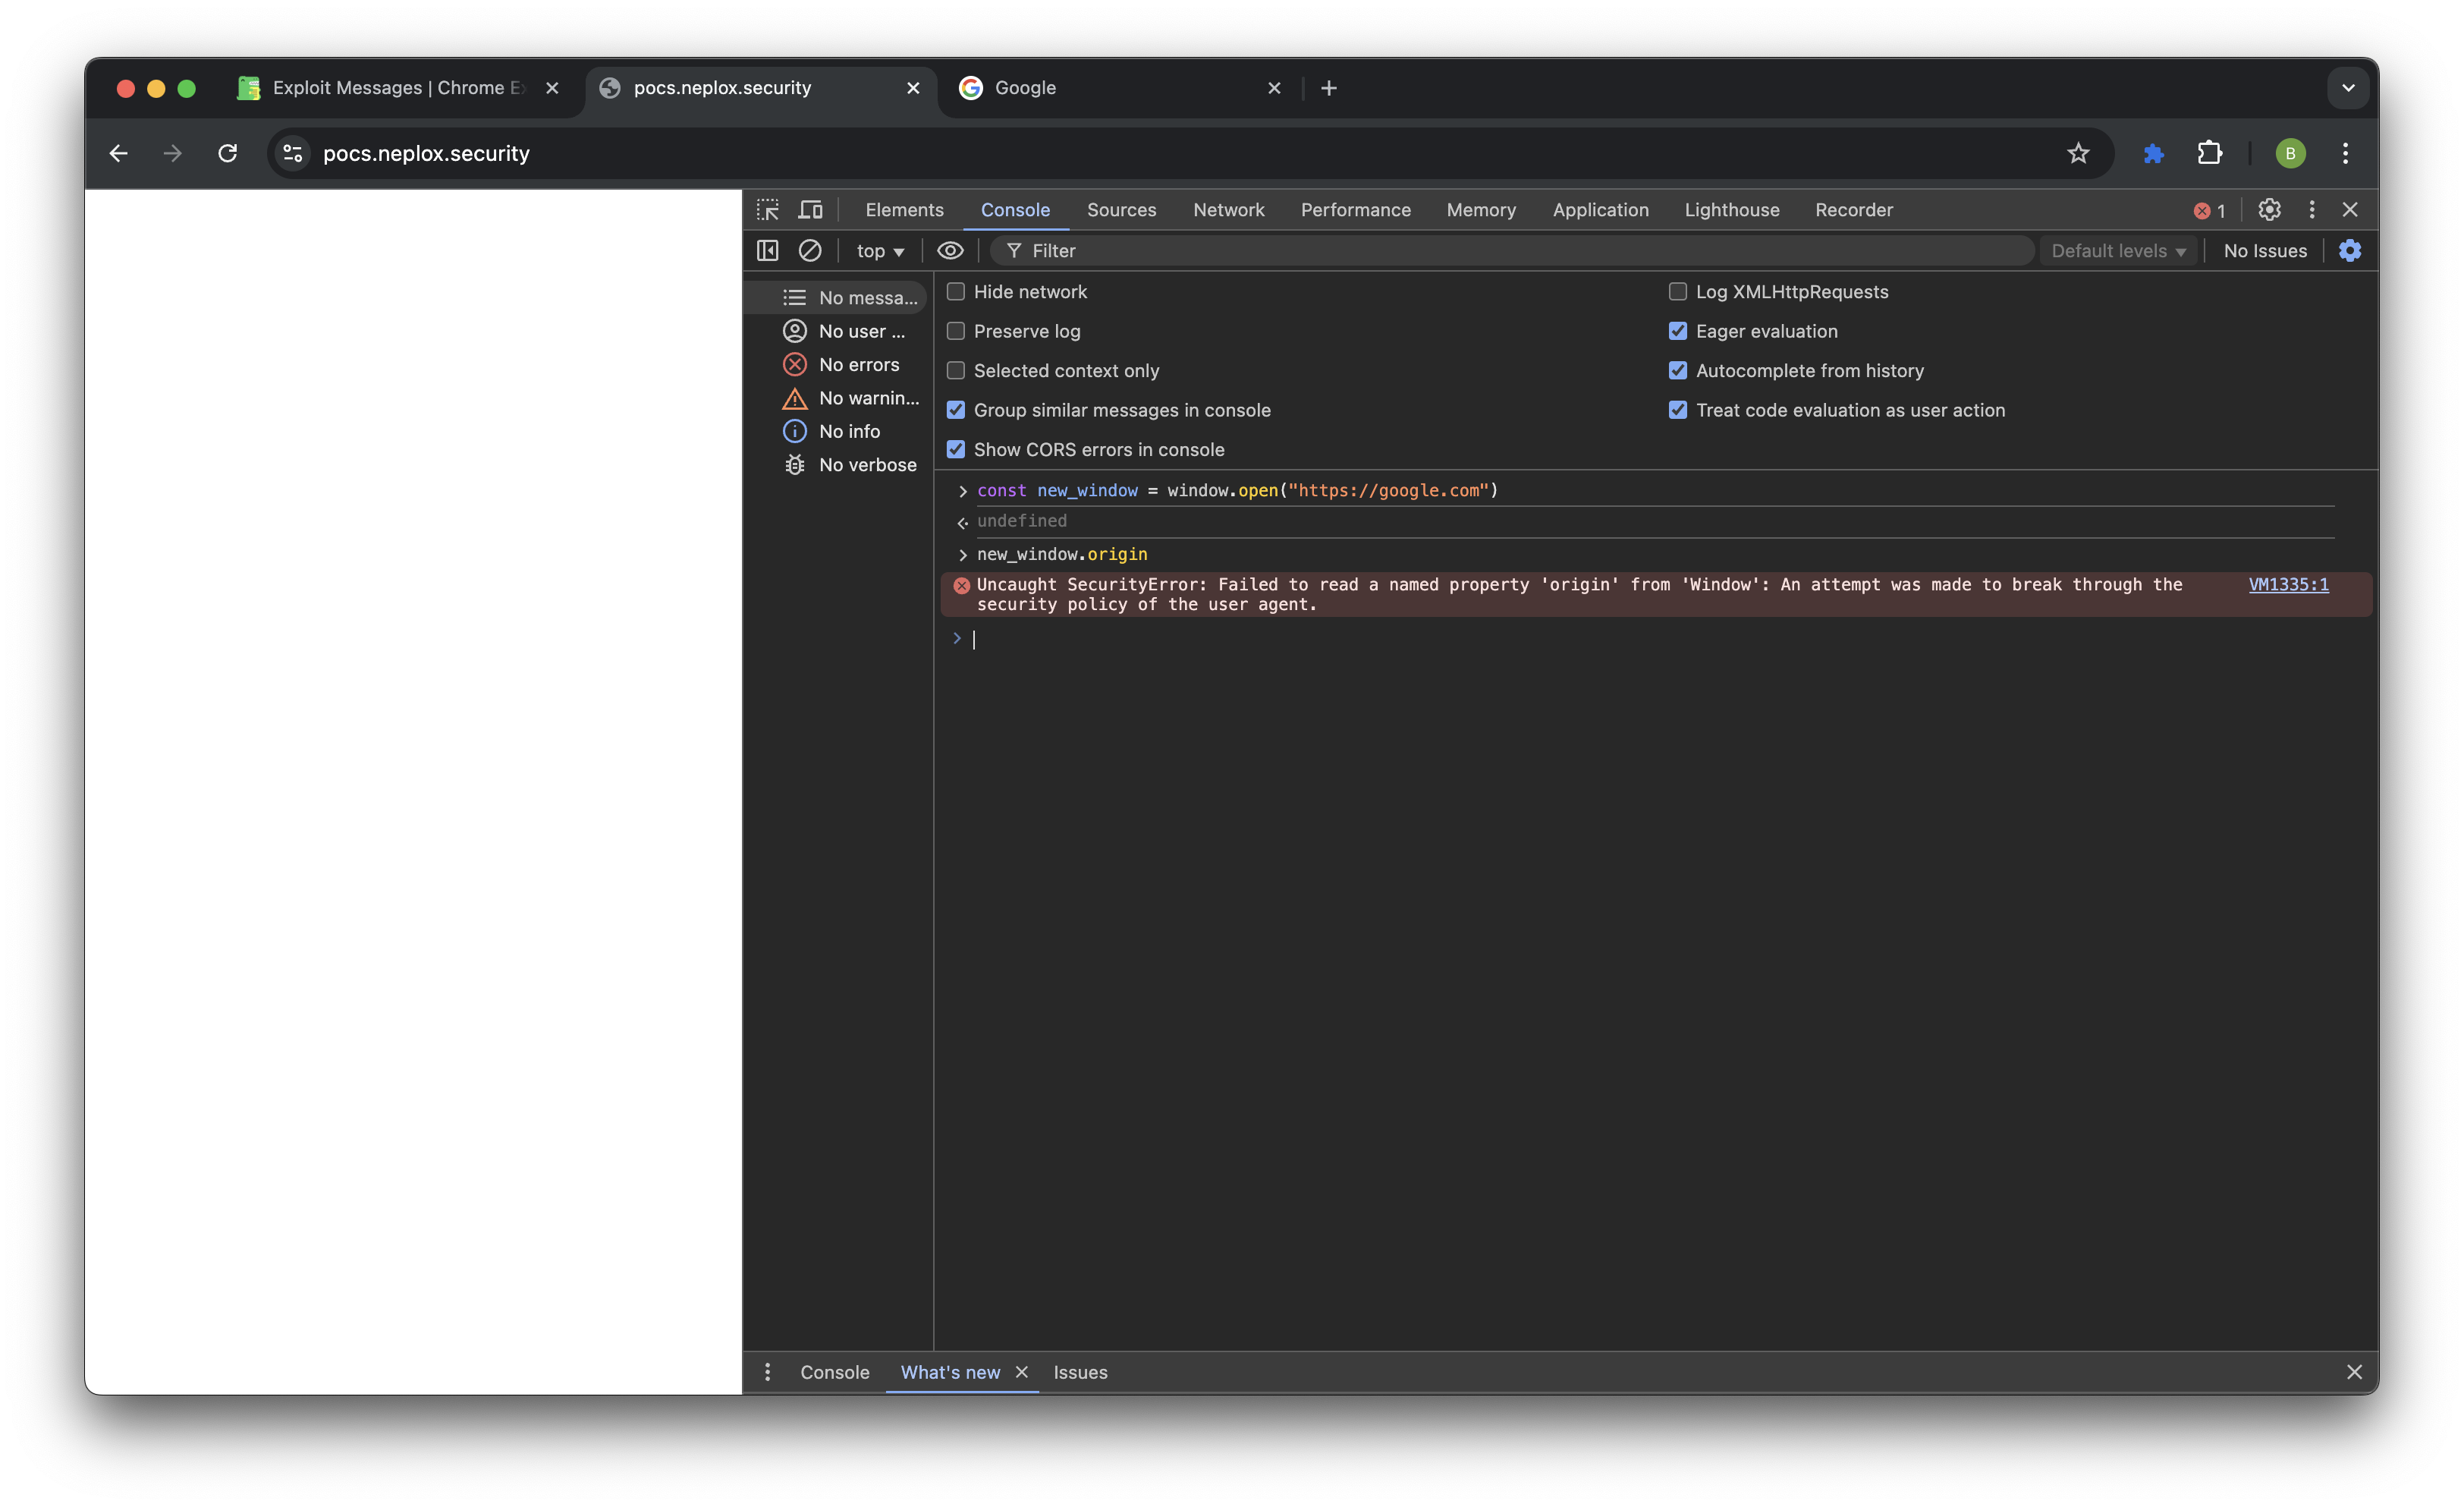 Exploit Messages | Chrome Ex
pocs.neplox.security
Google
pocs.neplox.security
B
Elements Console Sources Network Performance Memory Application Lighthouse Recorder 1
top Filter Default levels No Issues
No messa...
No user ...
No errors
No warnin...
No info
No verbose
Hide network
Log XMLHttpRequests
Preserve log
Eager evaluation
Selected context only
Autocomplete from history
Group similar messages in console
Treat code evaluation as user action
Show CORS errors in console
const new_window = window.open("https://google.com")
undefined
new_window.origin
Uncaught SecurityError: Failed to read a named property 'origin' from 'Window': An attempt was made to break through the VM1335:1
security policy of the user agent.
Console What's new Issues